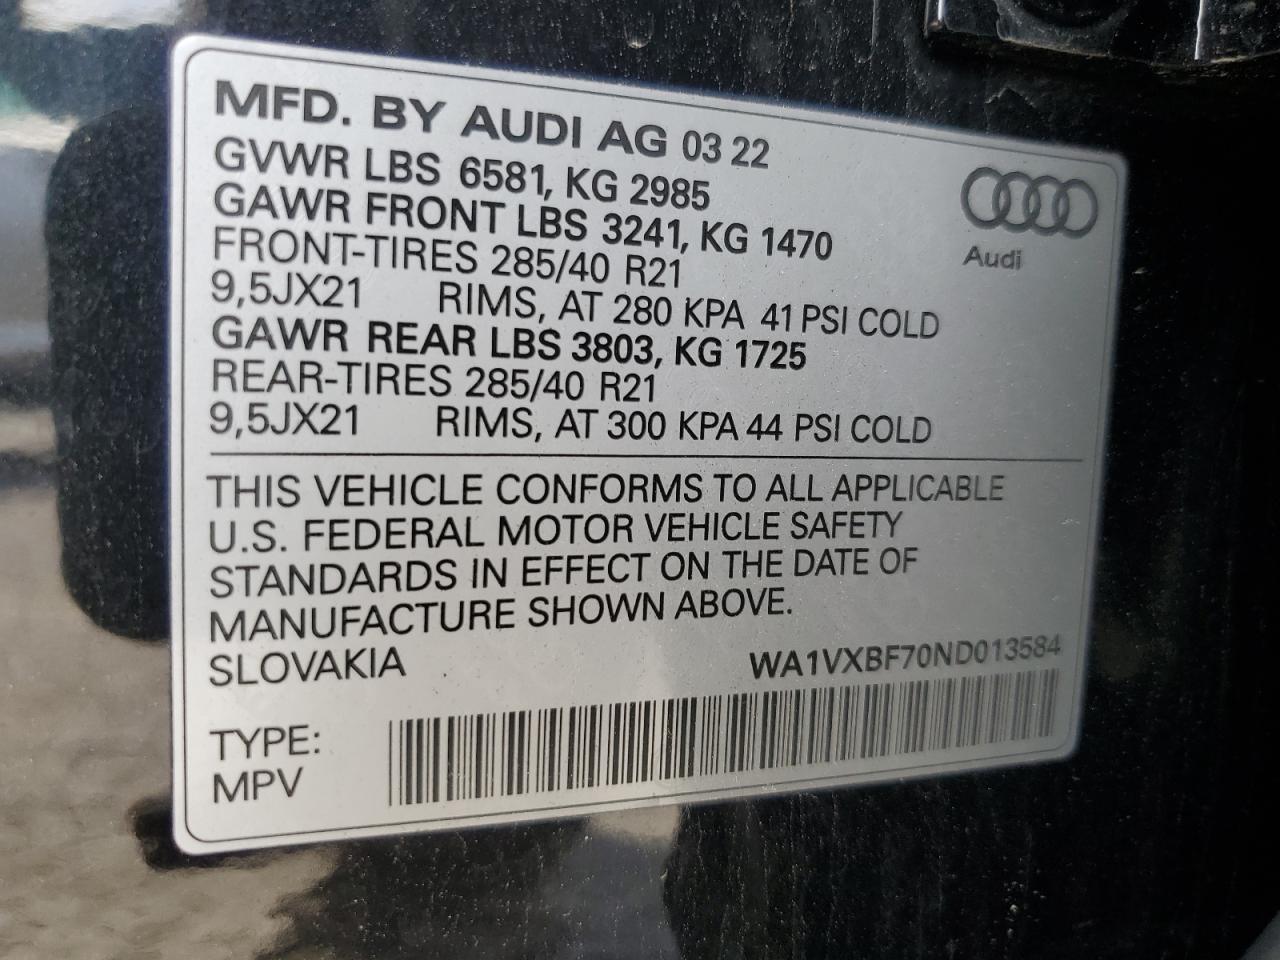 MFD. BY AUDI AG 03 22
GVWR LBS 6581, KG 2985
GAWR FRONT LBS 3241, KG 1470
FRONT-TIRES 285/40 R21
9,5JX21 RIMS, AT 280 KPA 41 PSI COLD
GAWR REAR LBS 3803, KG 1725
REAR-TIRES 285/40 R21
9,5JX21 RIMS, AT 300 KPA 44 PSI COLD
Audi
THIS VEHICLE CONFORMS TO ALL APPLICABLE
U.S. FEDERAL MOTOR VEHICLE SAFETY
STANDARDS IN EFFECT ON THE DATE OF
MANUFACTURE SHOWN ABOVE.
SLOVAKIA WA1VXBF70ND013584
TYPE:
MPV